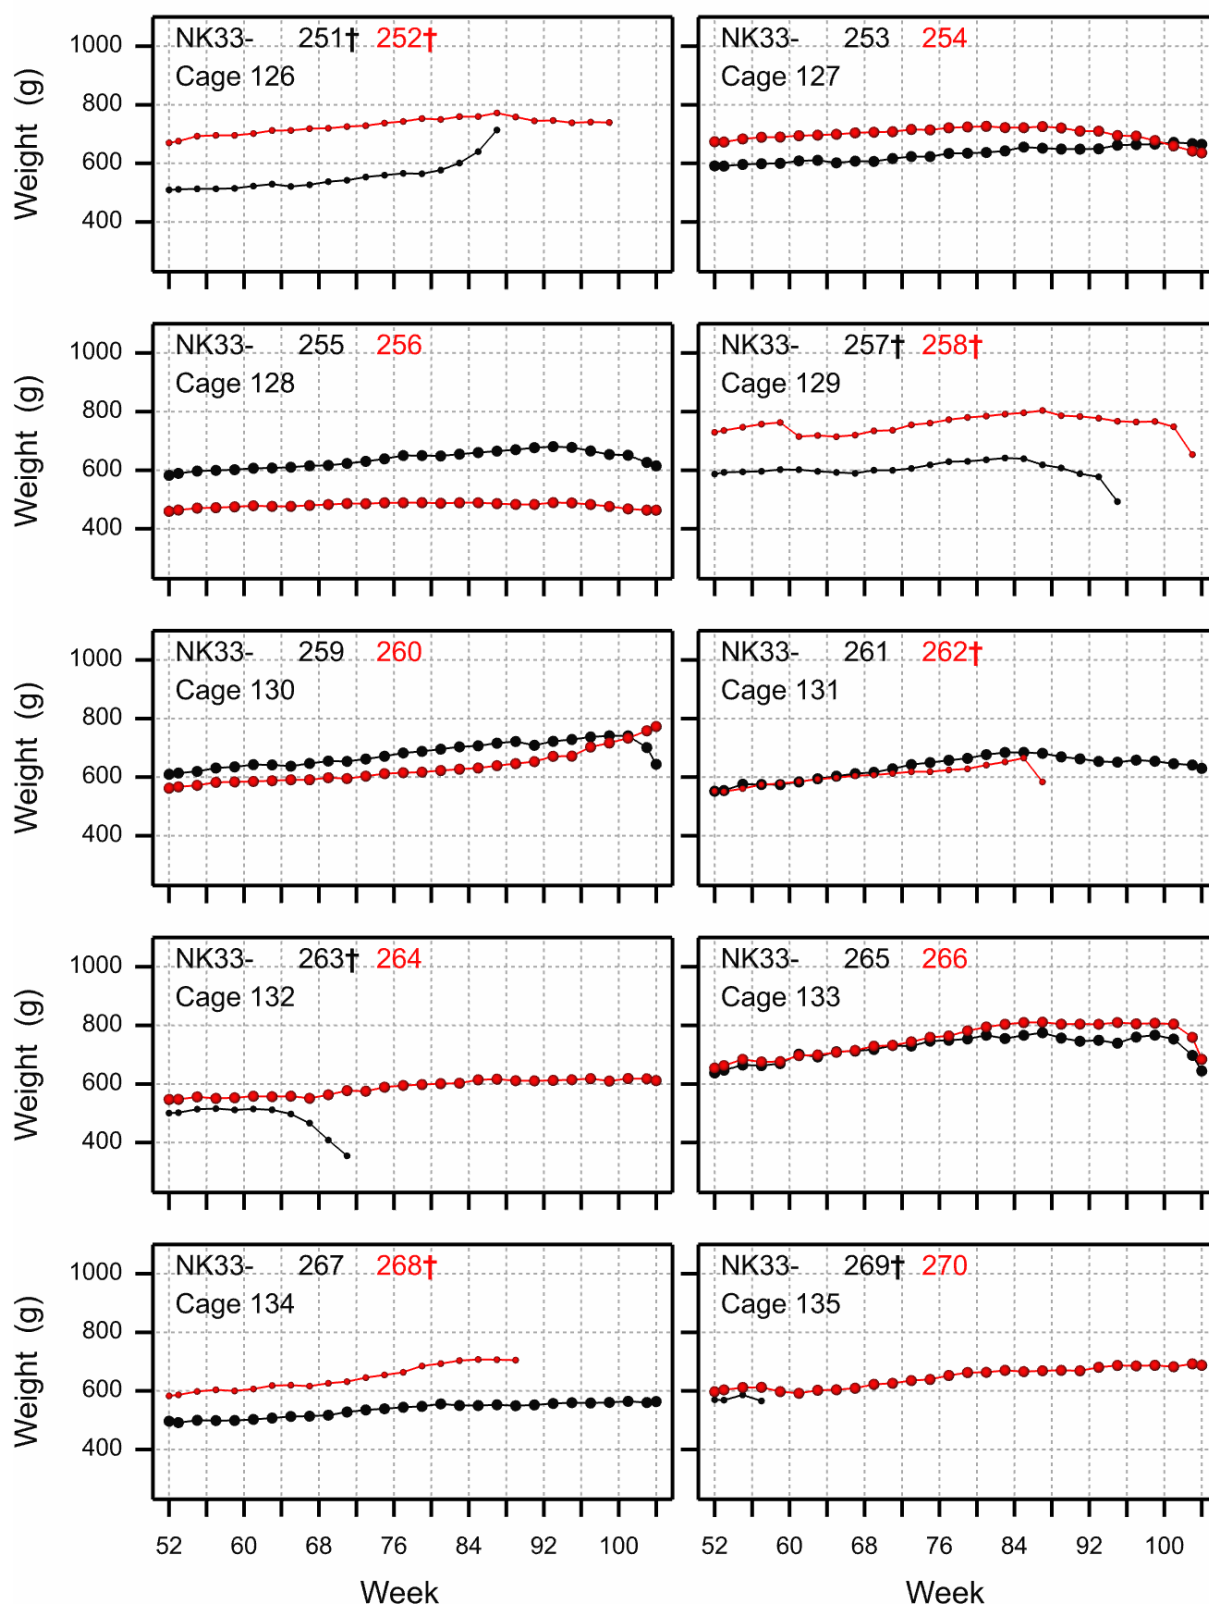 NK33- 251† 252†
Cage 126
NK33- 253 254
Cage 127
1000
800
600
400
Weight (g)
NK33- 255 256
Cage 128
NK33- 257† 258†
Cage 129
1000
800
600
400
Weight (g)
NK33- 259 260
Cage 130
NK33- 261 262†
Cage 131
1000
800
600
400
Weight (g)
NK33- 263† 264
Cage 132
NK33- 265 266
Cage 133
1000
800
600
400
Weight (g)
NK33- 267 268†
Cage 134
NK33- 269† 270
Cage 135
1000
800
600
400
Weight (g)
52 60 68 76 84 92 100
52 60 68 76 84 92 100
Week
Week